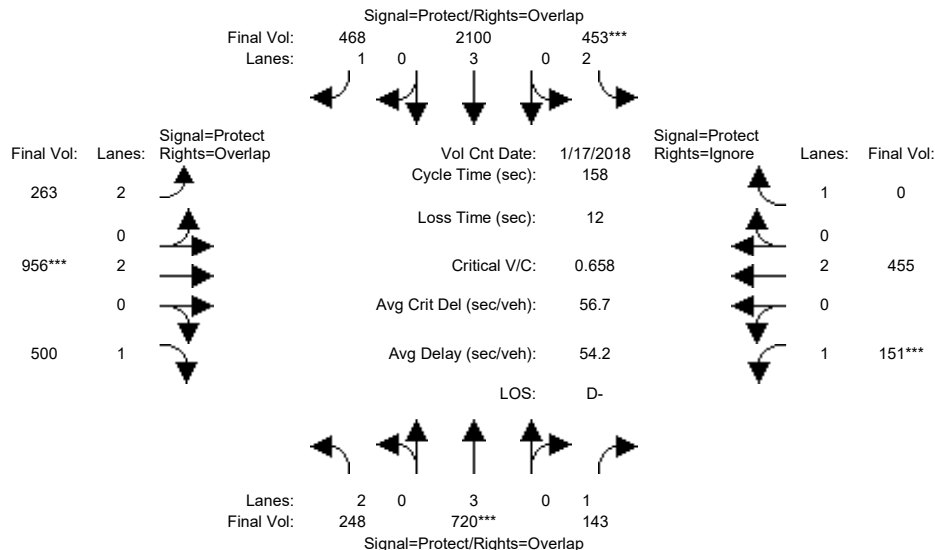 Signal=Protect/Rights=Overlap
Final Vol: 468 2100 453***
Lanes: 1 0 3 0 2
Signal=Protect Signal=Protect
Final Vol: Lanes: Rights=Overlap Vol Cnt Date: 1/17/2018 Rights=Ignore Lanes: Final Vol:
Cycle Time (sec): 158
263 2 1 0
Loss Time (sec): 12
0 0
956*** 2 Critical V/C: 0.658 2 455
0 Avg Crit Del (sec/veh): 56.7 0
500 1 Avg Delay (sec/veh): 54.2 1 151***
LOS: D-
Lanes: 2 0 3 0 1
Final Vol: 248 720*** 143
Signal=Protect/Rights=Overlap